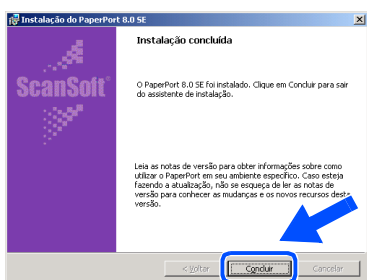 Instalação do PaperPort 8.0 SE
Instalação concluída
ScanSoft®
O PaperPort 8.0 SE foi instalado. Clique em Concluir para sair
do assistente de instalação.
Leia as notas de versão para obter informações sobre como
utilizar o PaperPort em seu ambiente específico. Caso esteja
fazendo a atualização, não se esqueça de ler as notas de
versão para conhecer as mudanças e os novos recursos desta
versão.
< Voltar
Concluir
Cancelar